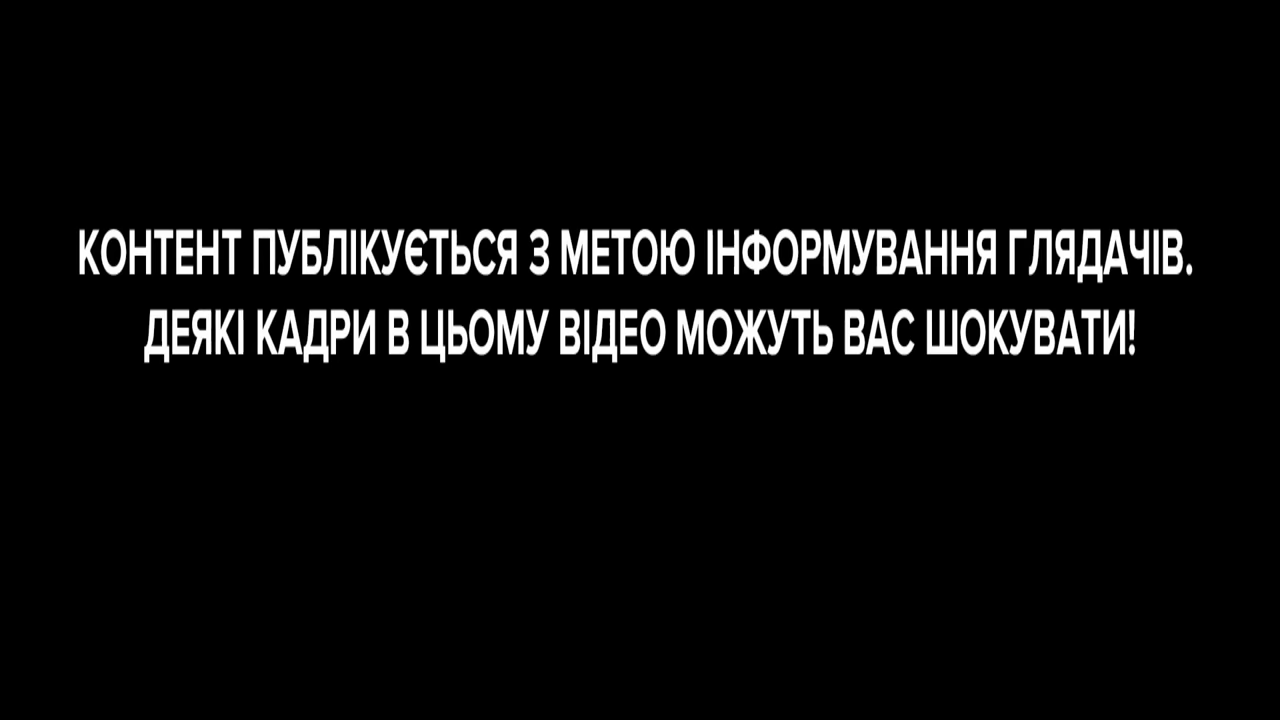 КОНТЕНТ ПУБЛІКУЄТЬСЯ З МЕТОЮ ІНФОРМУВАННЯ ГЛЯДАЧІВ.
ДЕЯКІ КАДРИ В ЦЬОМУ ВІДЕО МОЖУТЬ ВАС ШОКУВАТИ!